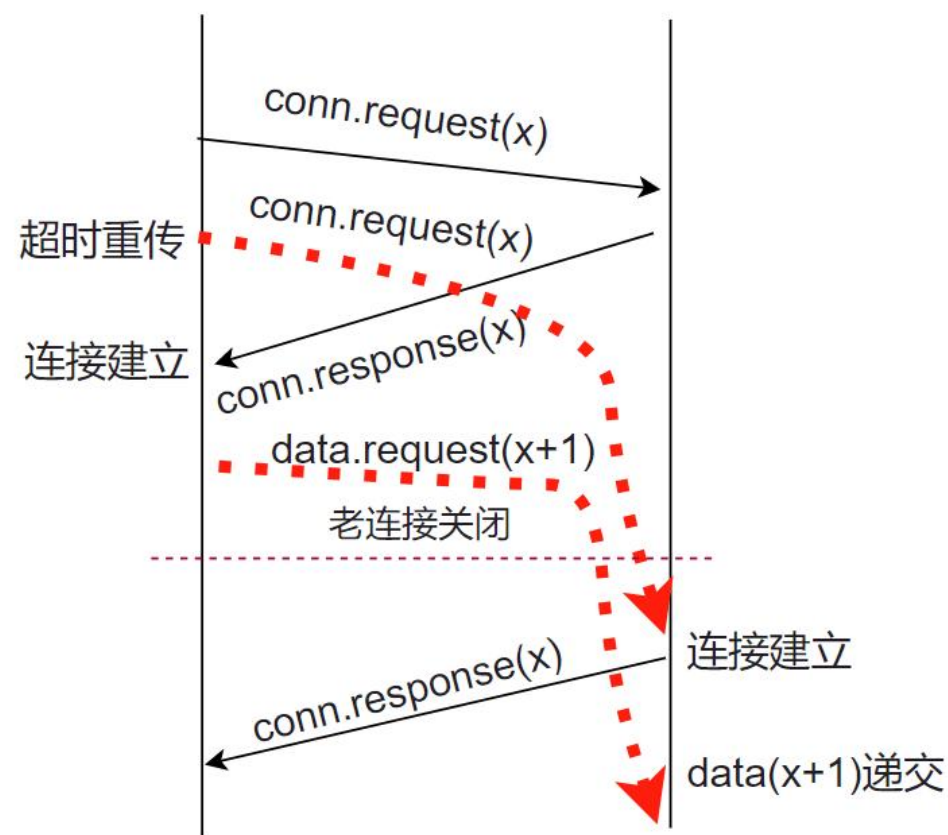 conn.request(x)
conn.request(x)
超时重传
连接建立
conn.response(x)
data.request(x+1)
老连接关闭
连接建立
conn.response(x)
data(x+1)递交